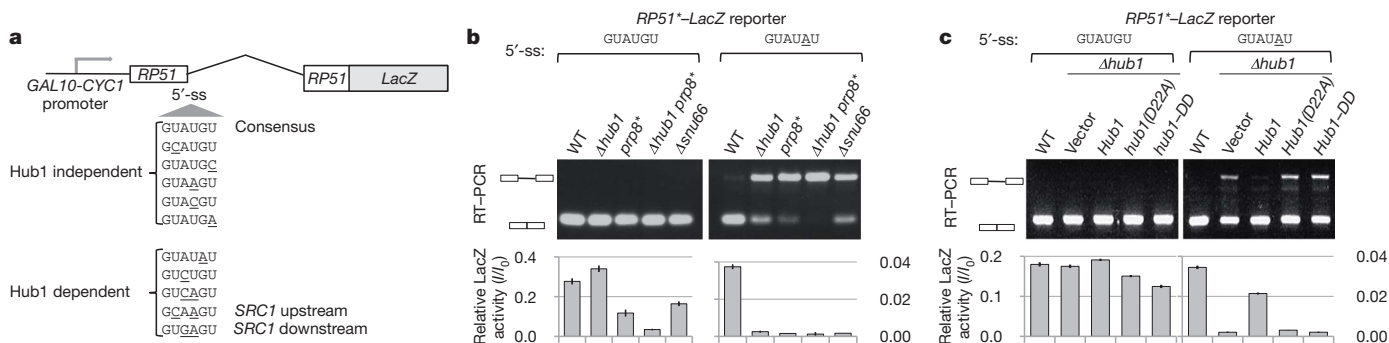 a
RP51
RP51
LacZ
GAL10-CYC1
promoter
5′-ss
GUAUGU Consensus
GCAUGU
GUAUGC
Hub1 independent
GUAAGU
GUACGU
GUAUGA
GUAUAU
GUCUGU
Hub1 dependent
GUCAGU
GCAAGU SRC1 upstream
GUGAGU SRC1 downstream
b
RP51*–LacZ reporter
5′-ss:
GUAUGU
GUAUAU
WT
Δhub1
prp8*
Δhub1 prp8*
Δsnu66
WT
Δhub1
prp8*
Δhub1 prp8*
Δsnu66
RT–PCR
Relative LacZ
activity (I/I0)
0.4
0.2
0.0
0.04
0.02
0.00
c
RP51*–LacZ reporter
5′-ss:
GUAUGU
GUAUAU
Δhub1
Δhub1
WT
Vector
Hub1
hub1(D22A)
hub1–DD
WT
Vector
Hub1
Hub1(D22A)
Hub1–DD
RT–PCR
Relative LacZ
activity (I/I0)
0.2
0.1
0.0
0.04
0.02
0.00